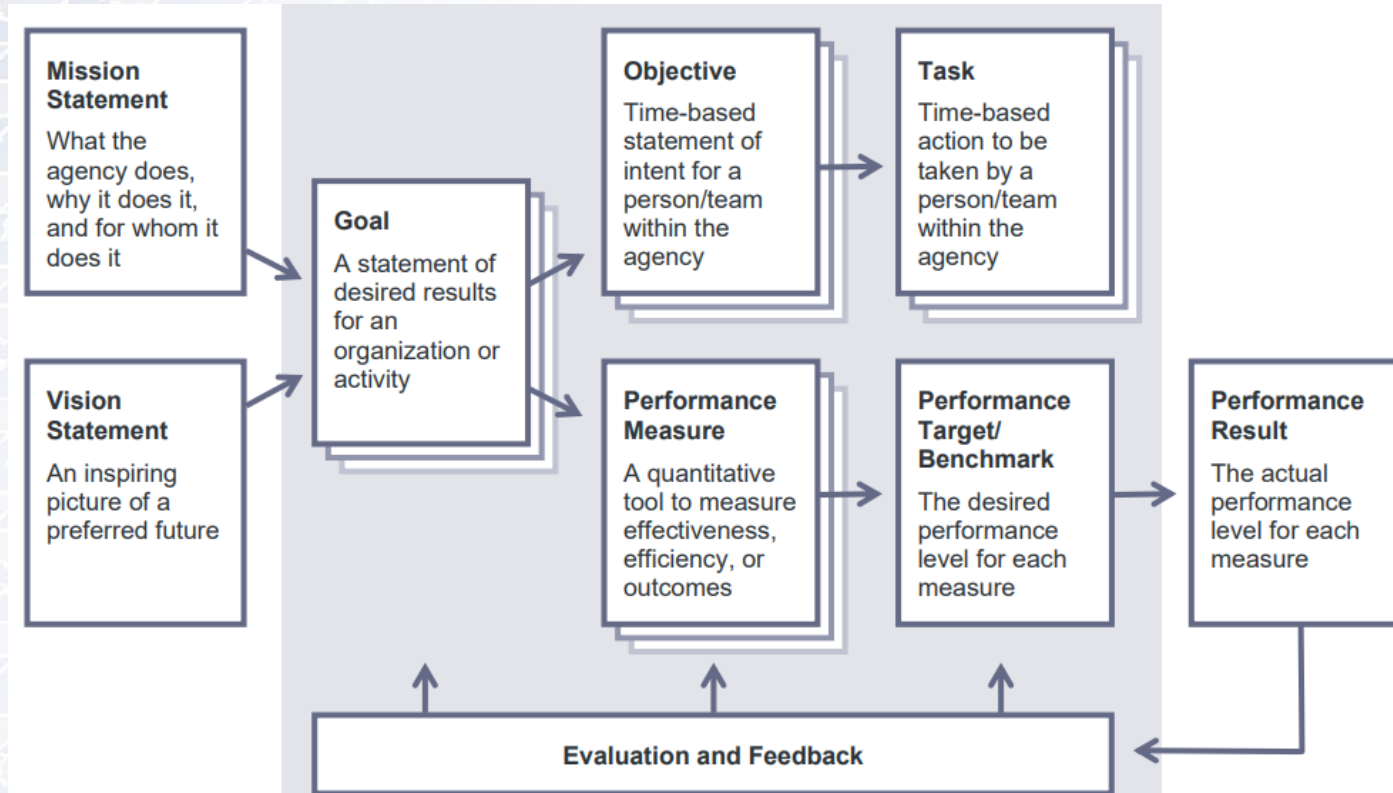 Mission
Statement
What the
agency does,
why it does it,
and for whom it
does it
Vision
Statement
An inspiring
picture of a
preferred future
Goal
A statement of
desired results
for an
organization or
activity
Objective
Time-based
statement of
intent for a
person/team
within the
agency
Task
Time-based
action to be
taken by a
person/team
within the
agency
Performance
Measure
A quantitative
tool to measure
effectiveness,
efficiency, or
outcomes
Performance
Target/
Benchmark
The desired
performance
level for each
measure
Performance
Result
The actual
performance
level for each
measure
Evaluation and Feedback